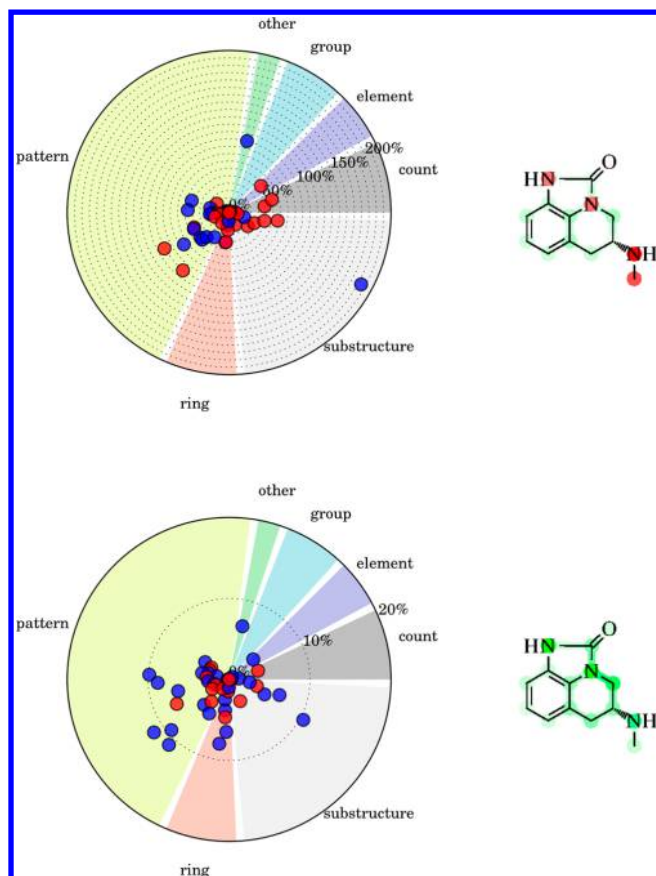 other
group
element
pattern
200%
150%
count
100%
50%
0%
substructure
ring
O
HN
N
NH
other
group
element
pattern
20%
count
10%
0%
substructure
ring
O
HN
N
NH